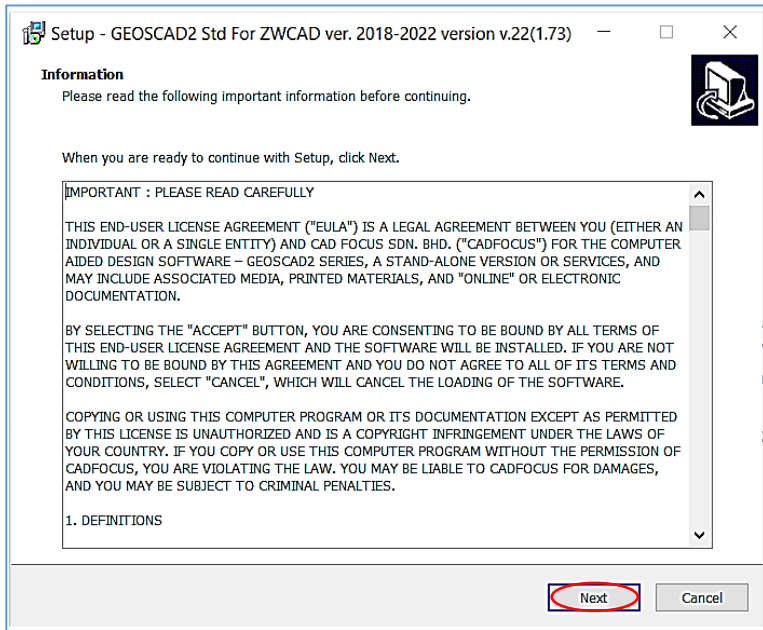 Setup - GEOSCAD2 Std For ZWCAD ver. 2018-2022 version v.22(1.73)
Information
Please read the following important information before continuing.
When you are ready to continue with Setup, click Next.
IMPORTANT : PLEASE READ CAREFULLY
THIS END-USER LICENSE AGREEMENT ("EULA") IS A LEGAL AGREEMENT BETWEEN YOU (EITHER AN
INDIVIDUAL OR A SINGLE ENTITY) AND CAD FOCUS SDN. BHD. ("CADFOCUS") FOR THE COMPUTER
AIDED DESIGN SOFTWARE – GEOSCAD2 SERIES, A STAND-ALONE VERSION OR SERVICES, AND
MAY INCLUDE ASSOCIATED MEDIA, PRINTED MATERIALS, AND "ONLINE" OR ELECTRONIC
DOCUMENTATION.
BY SELECTING THE "ACCEPT" BUTTON, YOU ARE CONSENTING TO BE BOUND BY ALL TERMS OF
THIS END-USER LICENSE AGREEMENT AND THE SOFTWARE WILL BE INSTALLED. IF YOU ARE NOT
WILLING TO BE BOUND BY THIS AGREEMENT AND YOU DO NOT AGREE TO ALL OF ITS TERMS AND
CONDITIONS, SELECT "CANCEL", WHICH WILL CANCEL THE LOADING OF THE SOFTWARE.
COPYING OR USING THIS COMPUTER PROGRAM OR ITS DOCUMENTATION EXCEPT AS PERMITTED
BY THIS LICENSE IS UNAUTHORIZED AND IS A COPYRIGHT INFRINGEMENT UNDER THE LAWS OF
YOUR COUNTRY. IF YOU COPY OR USE THIS COMPUTER PROGRAM WITHOUT THE PERMISSION OF
CADFOCUS, YOU ARE VIOLATING THE LAW. YOU MAY BE LIABLE TO CADFOCUS FOR DAMAGES,
AND YOU MAY BE SUBJECT TO CRIMINAL PENALTIES.
1. DEFINITIONS
Next Cancel